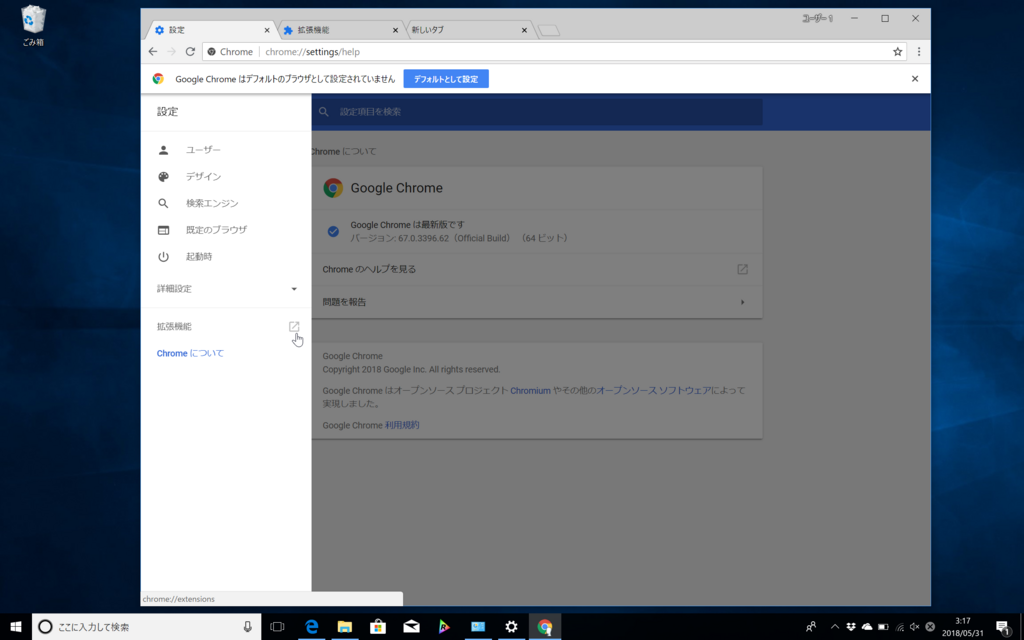 ごみ箱
設定
拡張機能
新しいタブ
ユーザー 1
Chrome | chrome://settings/help
Google Chrome はデフォルトのブラウザとして設定されていません
デフォルトとして設定
設定
設定項目を検索
ユーザー
デザイン
検索エンジン
既定のブラウザ
起動時
詳細設定
拡張機能
Chrome について
Chrome について
Google Chrome
Google Chrome は最新版です
バージョン: 67.0.3396.62（Official Build）（64 ビット）
Chrome のヘルプを見る
問題を報告
Google Chrome
Copyright 2018 Google Inc. All rights reserved.
Google Chrome はオープンソース プロジェクト Chromium やその他のオープンソース ソフトウェアによって
実現しました。
Google Chrome 利用規約
chrome://extensions
ここに入力して検索
3:17
2018/05/31
1